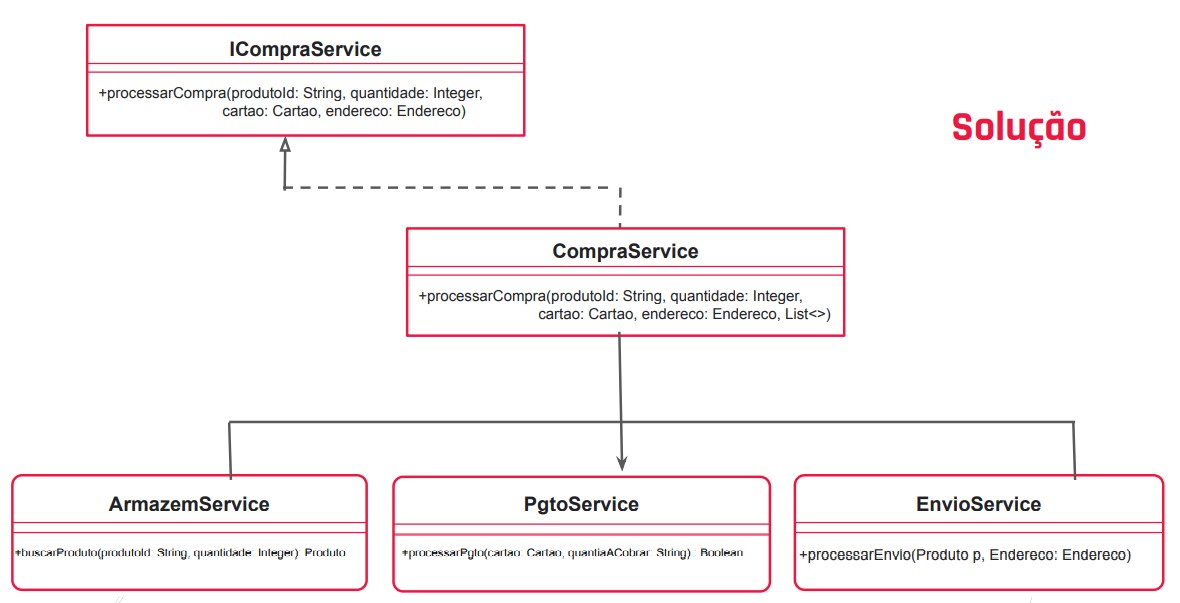 ICompraService
+processarCompra(produtoId: String, quantidade: Integer,
cartao: Cartao, endereco: Endereco)
Solução
CompraService
+processarCompra(produtoId: String, quantidade: Integer,
cartao: Cartao, endereco: Endereco, List<>)
ArmazemService
+buscarProduto(produtoId: String, quantidade: Integer) Produto
PgtoService
+processarPgto(cartao: Cartao, quantiaACobrar: String) Boolean
EnvioService
+processarEnvio(Produto p, Endereco: Endereco)